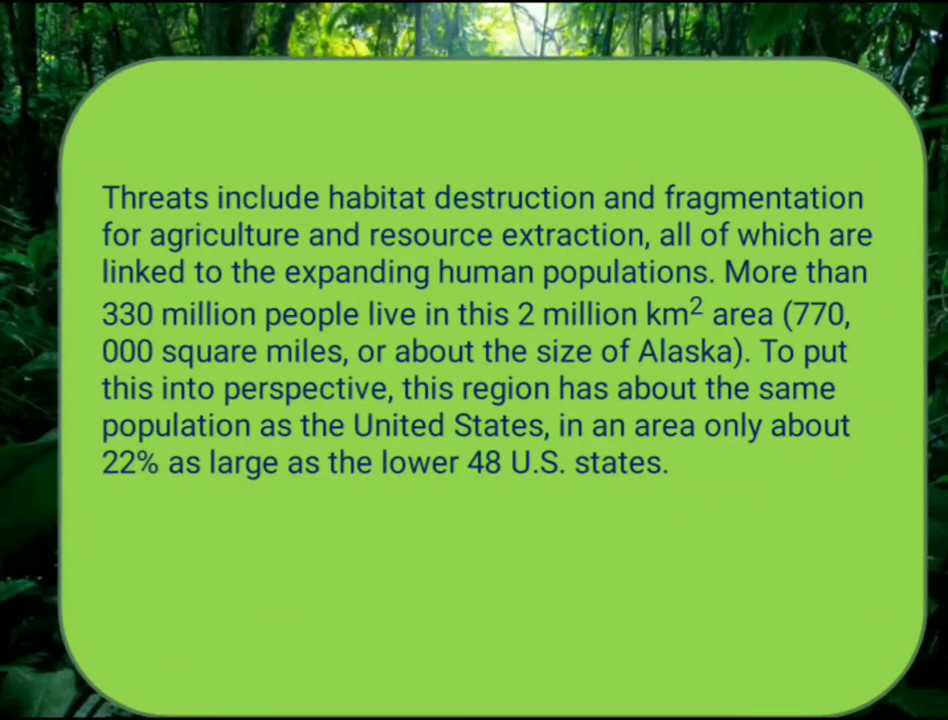 Threats include habitat destruction and fragmentation
for agriculture and resource extraction, all of which are
linked to the expanding human populations. More than
330 million people live in this 2 million km² area (770,
000 square miles, or about the size of Alaska). To put
this into perspective, this region has about the same
population as the United States, in an area only about
22% as large as the lower 48 U.S. states.